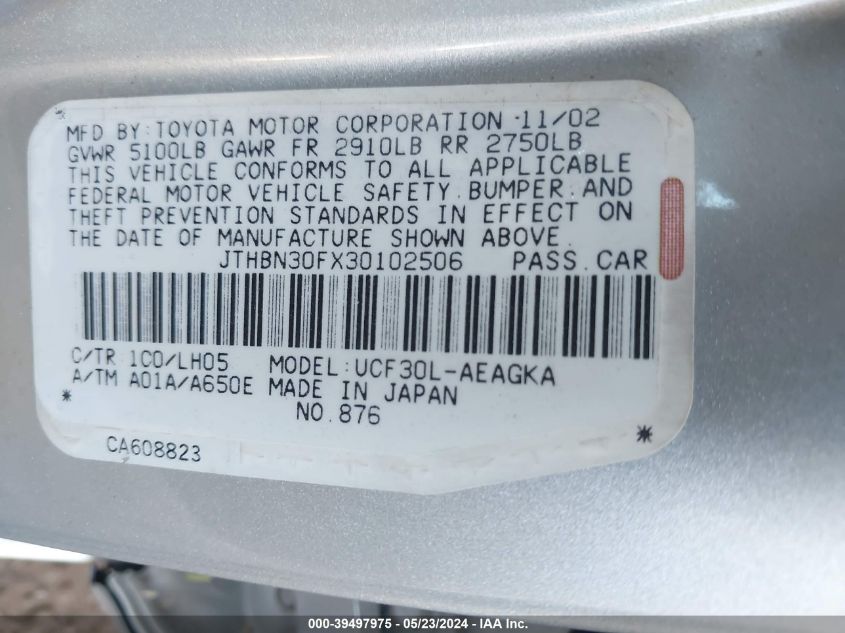 MFD BY: TOYOTA MOTOR CORPORATION 11/02
GVWR 5100LB GAWR FR 2910LB RR 2750LB
THIS VEHICLE CONFORMS TO ALL APPLICABLE
FEDERAL MOTOR VEHICLE SAFETY. BUMPER. AND
THEFT PREVENTION STANDARDS IN EFFECT ON
THE DATE OF MANUFACTURE SHOWN ABOVE.
JTHBN30FX30102506 PASS. CAR
C/TR 1C0/LH05 MODEL: UCF30L-AEAGKA
A/TM A01A/A650E MADE IN JAPAN
* NO. 876 *
CA608823
000-39497975 - 05/23/2024 - IAA Inc.